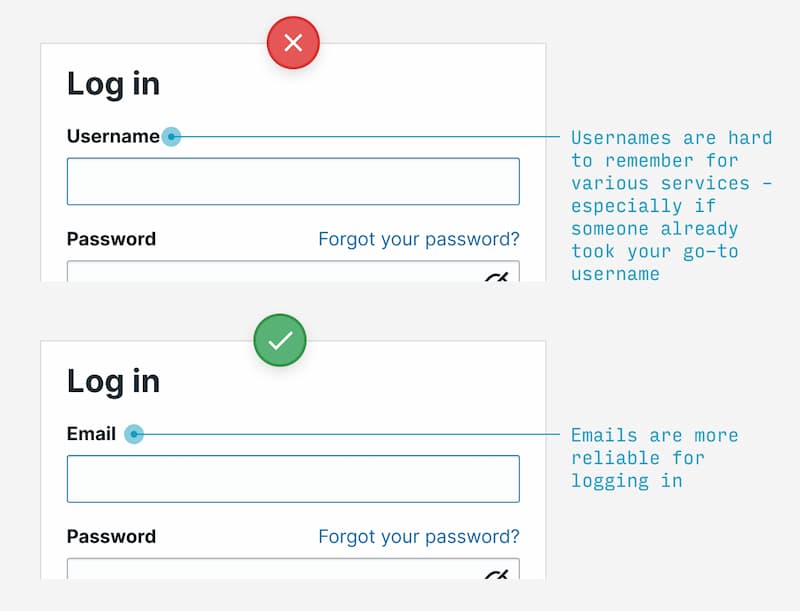 Log in
Username
Usernames are hard
to remember for
various services –
especially if
someone already
took your go-to
username
Password Forgot your password?
Log in
Email
Emails are more
reliable for
logging in
Password Forgot your password?